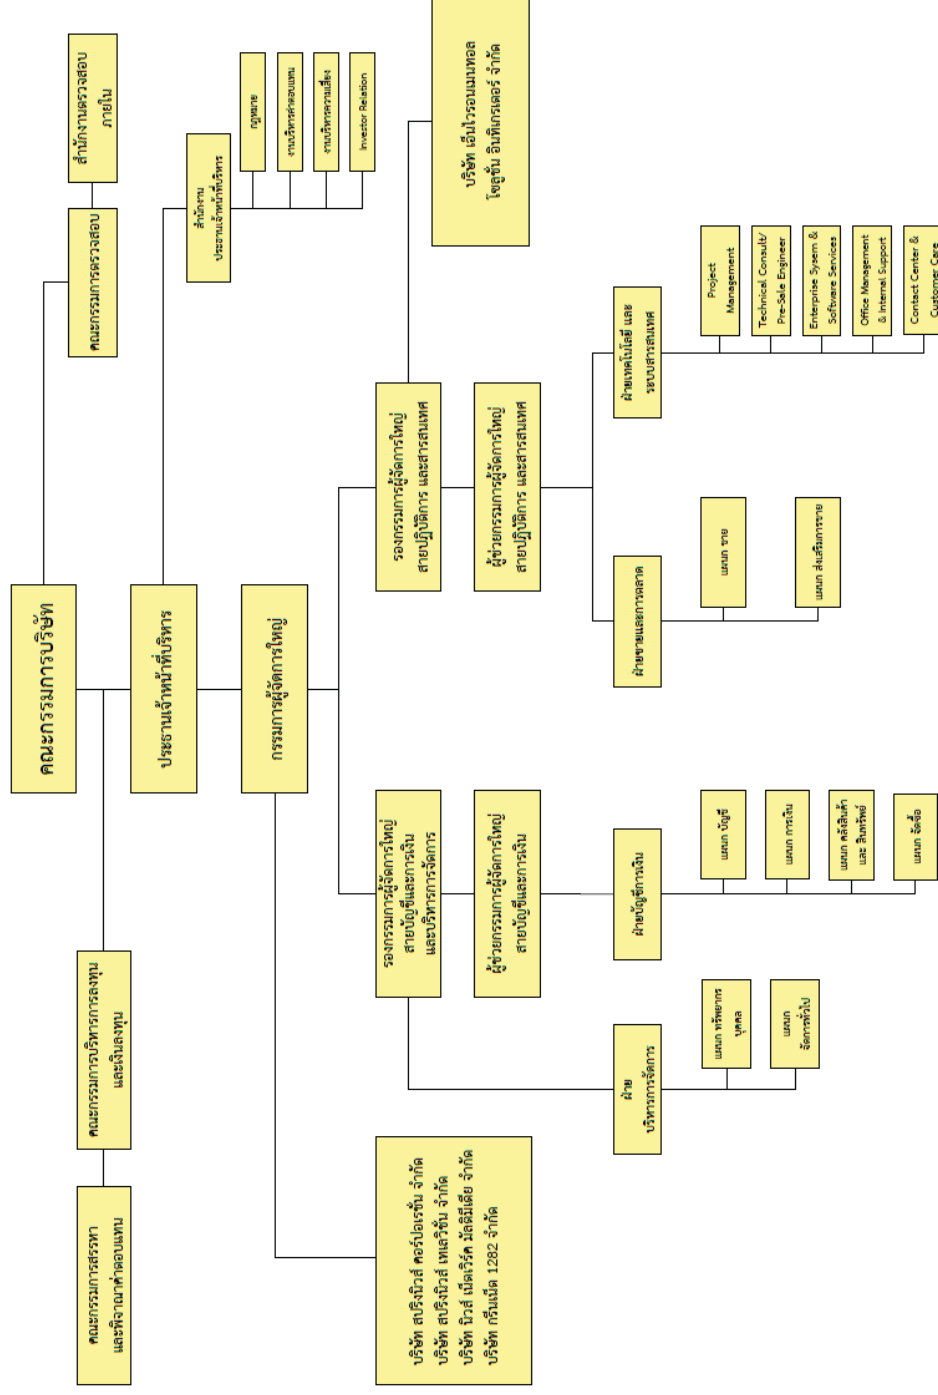 คณะกรรมการบริษัท
คณะกรรมการตรวจสอบ
สำนักงานตรวจสอบ
ภายใน
คณะกรรมการสรรหา
และพิจาณาค่าตอบแทน
คณะกรรมการบริหารการลงทุน
และเงินลงทุน
ประธานเจ้าหน้าที่บริหาร
สำนักงาน
ประธานเจ้าหน้าที่บริหาร
กฎหมาย
งานบริหารค่าตอบแทน
งานบริหารความเสี่ยง
Investor Relation
กรรมการผู้จัดการใหญ่
บริษัท สปริงนิวส์ คอร์ปอเรชั่น จำกัด
บริษัท สปริงนิวส์ เทเลวิชั่น จำกัด
บริษัท นิวส์ เน็ตเวิร์ค มัลติมีเดีย จำกัด
บริษัท กรีนเน็ต 1282 จำกัด
รองกรรมการผู้จัดการใหญ่
สายบัญชีและการเงิน
และบริหารการจัดการ
รองกรรมการผู้จัดการใหญ่
สายปฏิบัติการ และสารสนเทศ
บริษัท เอ็นไวรอนเมนทอล
โซลูชั่น อินทิเกรเตอร์ จำกัด
ผู้ช่วยกรรมการผู้จัดการใหญ่
สายบัญชีและการเงิน
ผู้ช่วยกรรมการผู้จัดการใหญ่
สายปฏิบัติการ และสารสนเทศ
ฝ่าย
บริหารการจัดการ
ฝ่ายบัญชีการเงิน
ฝ่ายขายและการตลาด
ฝ่ายเทคโนโลยี และ
ระบบสารสนเทศ
แผนก ทรัพยากร
บุคคล
แผนก
จัดการทั่วไป
แผนก บัญชี
แผนก การเงิน
แผนก คลังสินค้า
และ สินทรัพย์
แผนก จัดซื้อ
แผนก ขาย
แผนก ส่งเสริมการขาย
Project
Management
Technical Consult/
Pre-Sale Engineer
Enterprise Sysem &
Software Services
Office Management
& Internal Support
Contact Center &
Customer Care